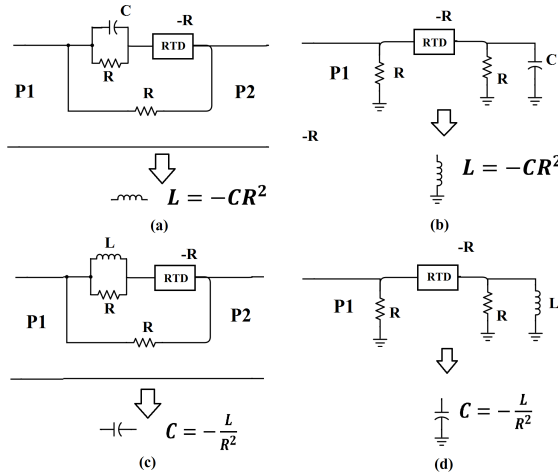 C
-R
RTD
R
P1
R
P2
L = −CR²
(a)
-R
RTD
P1
R
R
C
-R
L = −CR²
(b)
L
-R
RTD
R
P1
R
P2
C = − L/R²
(c)
-R
RTD
P1
R
R
L
C = − L/R²
(d)